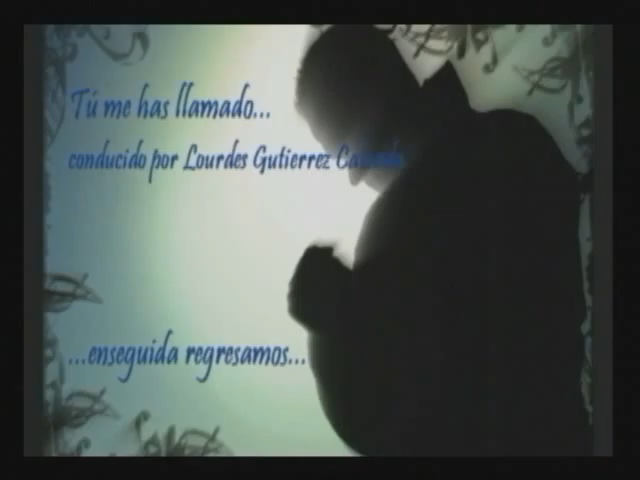 Tú me has llamado...
conducido por Lourdes Gutierrez
...enseguida regresamos...